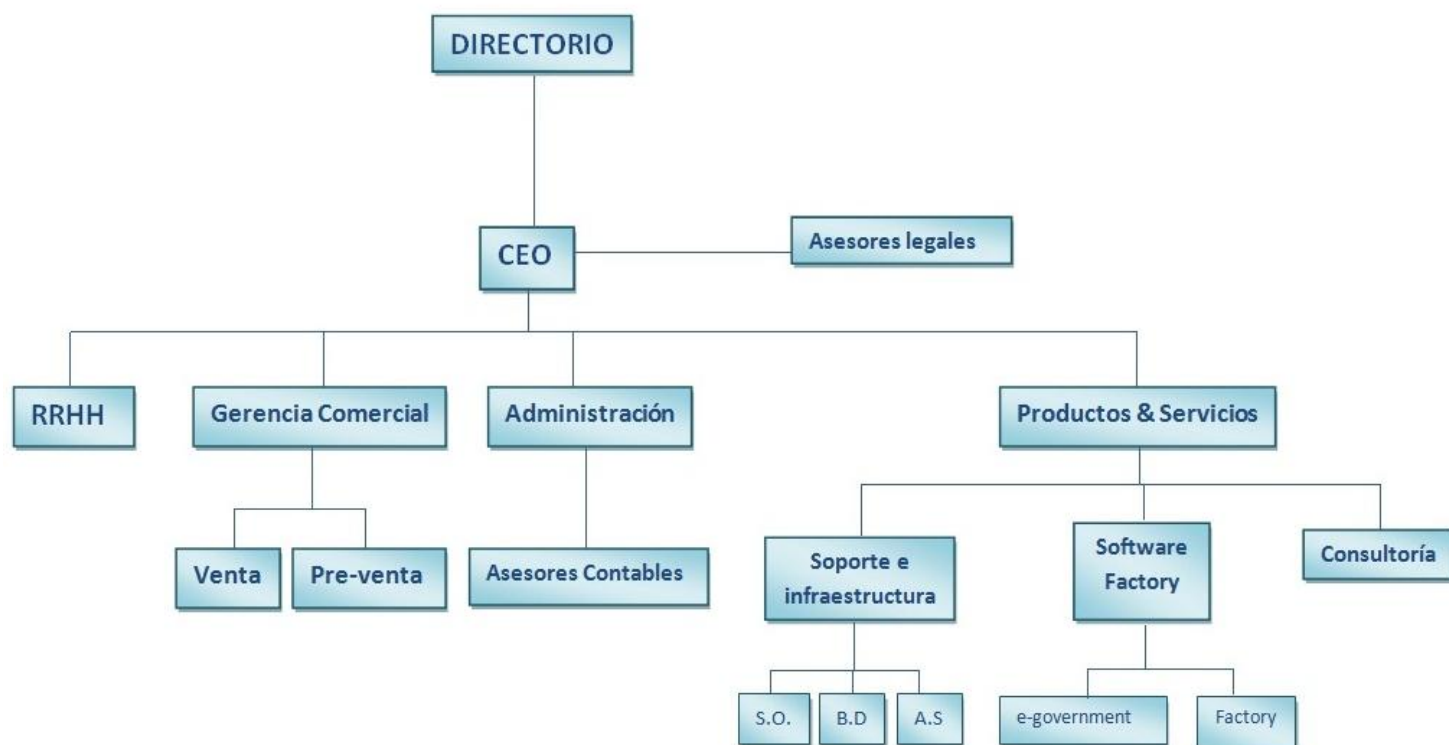 DIRECTORIO
CEO
Asesores legales
RRHH
Gerencia Comercial
Administración
Productos & Servicios
Venta
Pre-venta
Asesores Contables
Soporte e
infraestructura
Software
Factory
Consultoría
S.O.
B.D
A.S
e-government
Factory